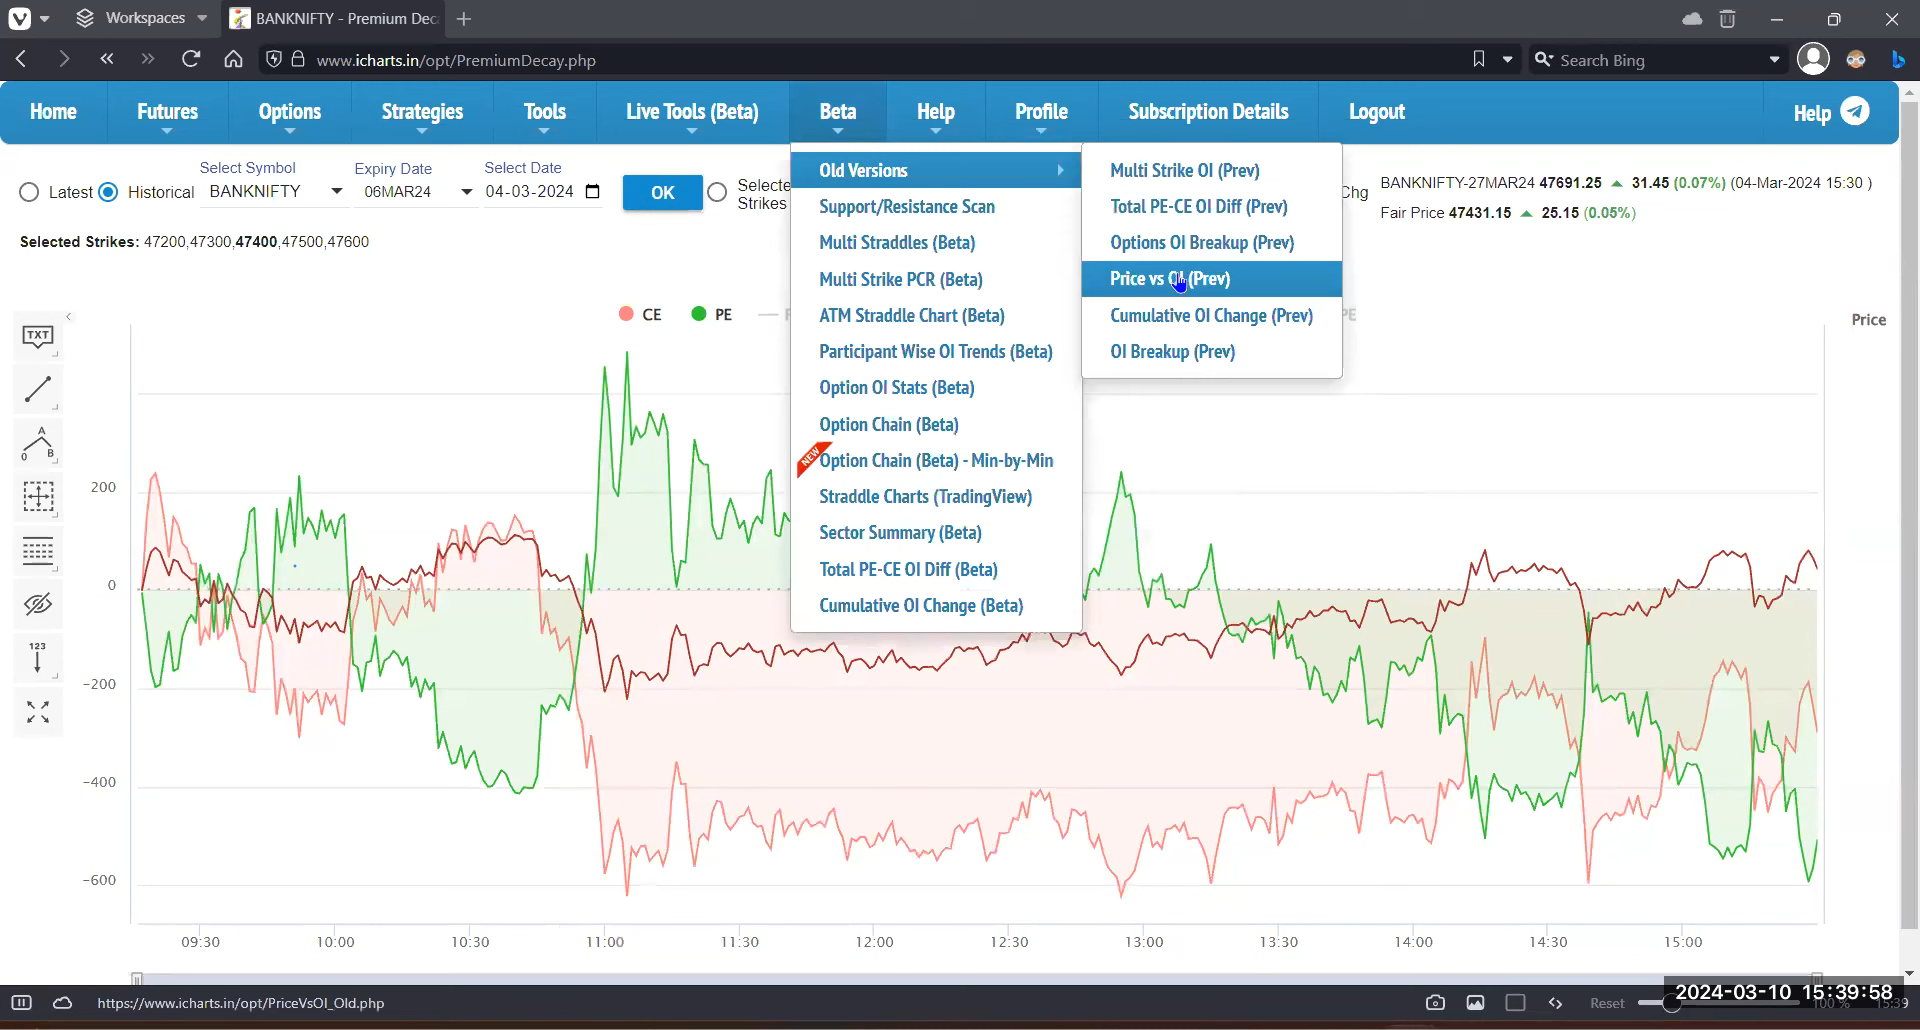 Workspaces
BANKNIFTY - Premium Dec
www.icharts.in/opt/PremiumDecay.php
Search Bing
Home
Futures
Options
Strategies
Tools
Live Tools (Beta)
Beta
Help
Profile
Subscription Details
Logout
Help
Latest
Historical
Select Symbol
BANKNIFTY
Expiry Date
06MAR24
Select Date
04-03-2024
OK
Selecte
Strikes
Chg
BANKNIFTY-27MAR24 47691.25 ▲ 31.45 (0.07%) (04-Mar-2024 15:30 )
Fair Price 47431.15 ▲ 25.15 (0.05%)
Selected Strikes: 47200,47300,47400,47500,47600
Old Versions
Support/Resistance Scan
Multi Straddles (Beta)
Multi Strike PCR (Beta)
ATM Straddle Chart (Beta)
Participant Wise OI Trends (Beta)
Option OI Stats (Beta)
Option Chain (Beta)
NEW
Option Chain (Beta) - Min-by-Min
Straddle Charts (TradingView)
Sector Summary (Beta)
Total PE-CE OI Diff (Beta)
Cumulative OI Change (Beta)
Multi Strike OI (Prev)
Total PE-CE OI Diff (Prev)
Options OI Breakup (Prev)
Price vs OI (Prev)
Cumulative OI Change (Prev)
OI Breakup (Prev)
CE
PE
PE
Price
TXT
A
0 B
123
200
0
-200
-400
-600
09:30
10:00
10:30
11:00
11:30
12:00
12:30
13:00
13:30
14:00
14:30
15:00
https://www.icharts.in/opt/PriceVsOI_Old.php
Reset
100 %
15:39
2024-03-10 15:39:58